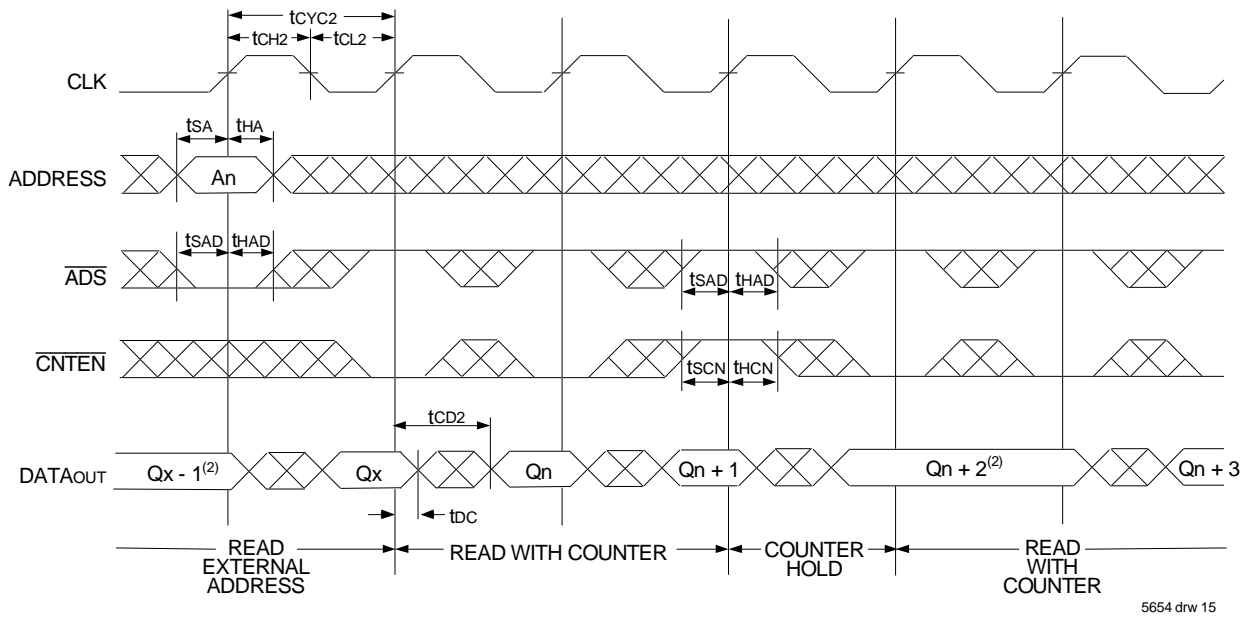 tCYC2
tCH2 tCL2
CLK
tSA tHA
ADDRESS
An
tSAD tHAD
ADS
tSAD tHAD
CNTEN
tSCN tHCN
tCD2
DATAOUT
Qx - 1(2) Qx Qn Qn + 1 Qn + 2(2) Qn + 3
tDC
READ EXTERNAL ADDRESS
READ WITH COUNTER
COUNTER HOLD
READ WITH COUNTER
5654 drw 15